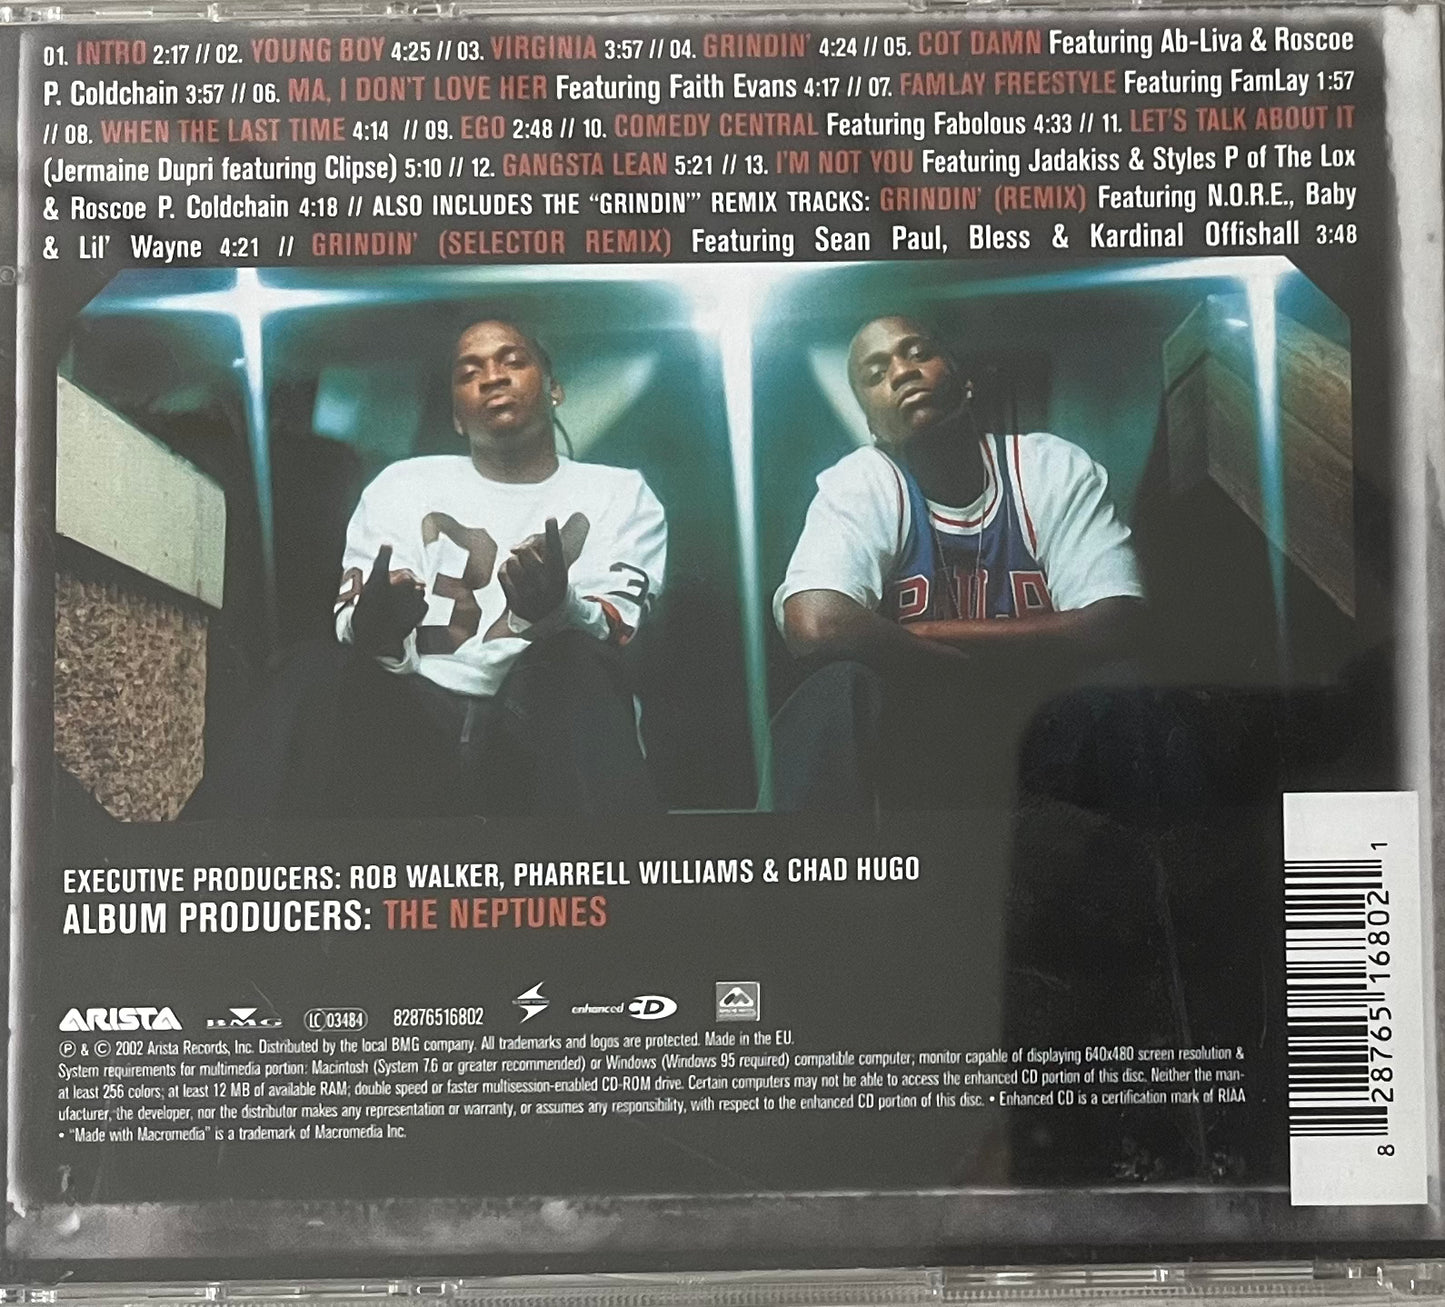 01. INTRO 2:17 // 02. YOUNG BOY 4:25 // 03. VIRGINIA 3:57 // 04. GRINDIN' 4:24 // 05. COT DAMN Featuring Ab-Liva & Roscoe
P. Coldchain 3:57 // 06. MA, I DON'T LOVE HER Featuring Faith Evans 4:17 // 07. FAMLAY FREESTYLE Featuring FamLay 1:57
// 08. WHEN THE LAST TIME 4:14 // 09. EGO 2:48 // 10. COMEDY CENTRAL Featuring Fabolous 4:33 // 11. LET'S TALK ABOUT IT
(Jermaine Dupri featuring Clipse) 5:10 // 12. GANGSTA LEAN 5:21 // 13. I'M NOT YOU Featuring Jadakiss & Styles P of The Lox
& Roscoe P. Coldchain 4:18 // ALSO INCLUDES THE "GRINDIN'" REMIX TRACKS: GRINDIN' (REMIX) Featuring N.O.R.E., Baby
& Lil' Wayne 4:21 // GRINDIN' (SELECTOR REMIX) Featuring Sean Paul, Bless & Kardinal Offishall 3:48
EXECUTIVE PRODUCERS: ROB WALKER, PHARRELL WILLIAMS & CHAD HUGO
ALBUM PRODUCERS: THE NEPTUNES
ARISTA BMG LC 03484 82876516802 enhanced CD
℗ & © 2002 Arista Records, Inc. Distributed by the local BMG company. All trademarks and logos are protected. Made in the EU.
System requirements for multimedia portion: Macintosh (System 7.6 or greater recommended) or Windows (Windows 95 required) compatible computer; monitor capable of displaying 640x480 screen resolution &
at least 256 colors; at least 12 MB of available RAM; double speed or faster multisession-enabled CD-ROM drive. Certain computers may not be able to access the enhanced CD portion of this disc. Neither the man-
ufacturer, the developer, nor the distributor makes any representation or warranty, or assumes any responsibility, with respect to the enhanced CD portion of this disc. • Enhanced CD is a certification mark of RIAA
• "Made with Macromedia" is a trademark of Macromedia Inc.
8 28765 16802 1